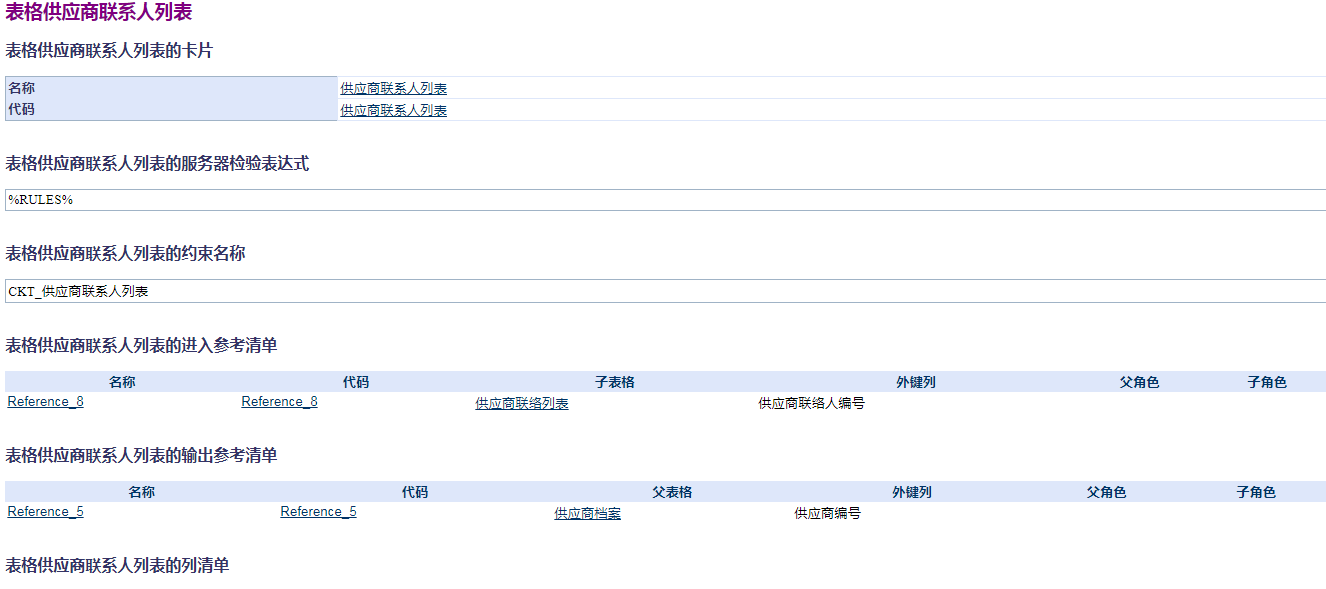 表格供应商联系人列表
表格供应商联系人列表的卡片
名称 供应商联系人列表
代码 供应商联系人列表
表格供应商联系人列表的服务器检验表达式
%RULES%
表格供应商联系人列表的约束名称
CKT_供应商联系人列表
表格供应商联系人列表的进入参考清单
名称 代码 子表格 外键列 父角色 子角色
Reference_8 Reference_8 供应商联络列表 供应商联络人编号
表格供应商联系人列表的输出参考清单
名称 代码 父表格 外键列 父角色 子角色
Reference_5 Reference_5 供应商档案 供应商编号
表格供应商联系人列表的列清单